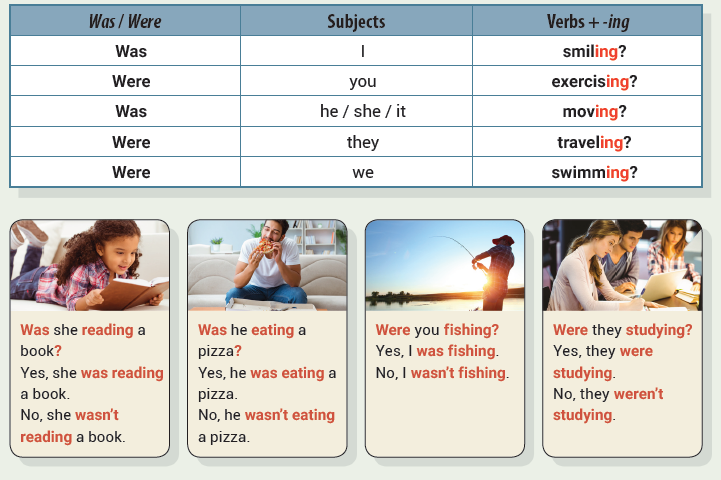 Was / Were Subjects Verbs + -ing
Was I smiling?
Were you exercising?
Was he / she / it moving?
Were they traveling?
Were we swimming?
Was she reading a
book?
Yes, she was reading
a book.
No, she wasn't
reading a book.
Was he eating a
pizza?
Yes, he was eating a
pizza.
No, he wasn't eating
a pizza.
Were you fishing?
Yes, I was fishing.
No, I wasn't fishing.
Were they studying?
Yes, they were
studying.
No, they weren't
studying.